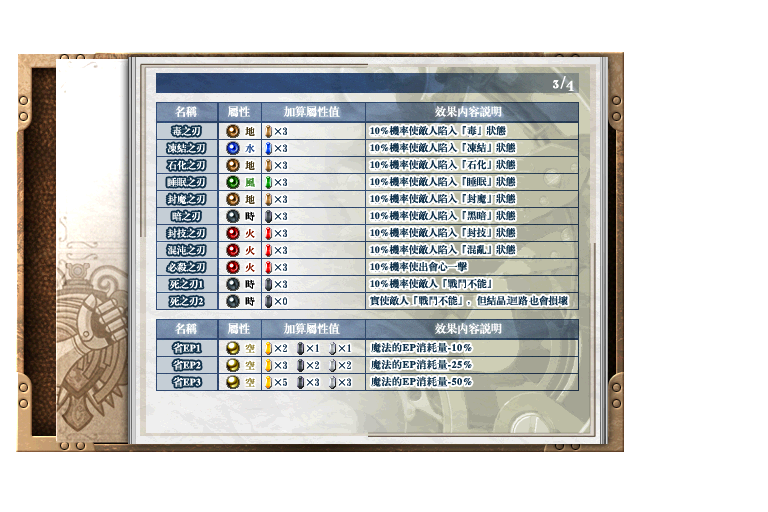 3/4
名稱 屬性 加算屬性值 效果內容説明
毒之刃 地 ×3 10%機率使敵人陷入「毒」狀態
凍結之刃 水 ×3 10%機率使敵人陷入「凍結」狀態
石化之刃 地 ×3 10%機率使敵人陷入「石化」狀態
睡眠之刃 風 ×3 10%機率使敵人陷入「睡眠」狀態
封魔之刃 地 ×3 10%機率使敵人陷入「封魔」狀態
暗之刃 時 ×3 10%機率使敵人陷入「黑暗」狀態
封技之刃 火 ×3 10%機率使敵人陷入「封技」狀態
混沌之刃 火 ×3 10%機率使敵人陷入「混亂」狀態
必殺之刃 火 ×3 10%機率使出會心一擊
死之刃1 時 ×3 10%機率使敵人「戰鬥不能」
死之刃2 時 ×0 實使敵人「戰鬥不能」，但結晶迴路也會損壞
名稱 屬性 加算屬性值 效果內容説明
省EP1 空 ×2 ×1 ×1 魔法的EP消耗量-10%
省EP2 空 ×3 ×2 ×2 魔法的EP消耗量-25%
省EP3 空 ×5 ×3 ×3 魔法的EP消耗量-50%